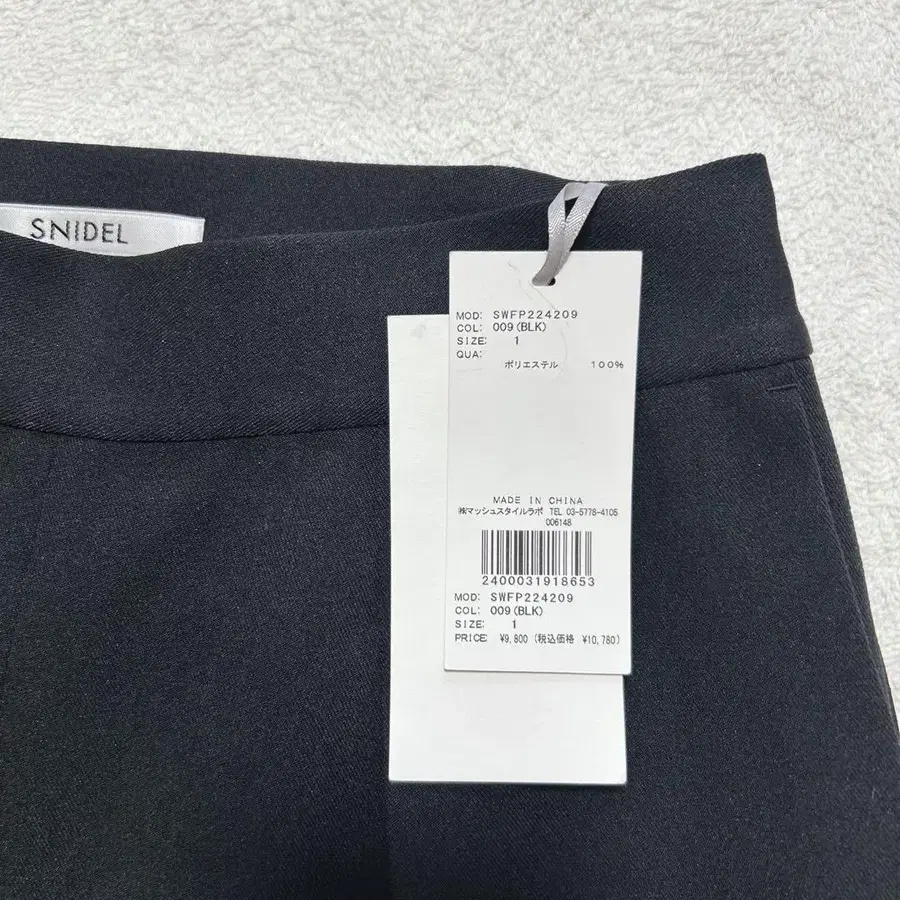 SNIDEL
MOD: SWFP224209
COL: 009(BLK)
SIZE: 1
QUA:
ポリエステル 100%
MADE IN CHINA
㈱マッシュスタイルラボ TEL 03-5778-4105
006148
2400031918653
MOD: SWFP224209
COL: 009(BLK)
SIZE: 1
PRICE: ¥9,800 (税込価格 ¥10,780)